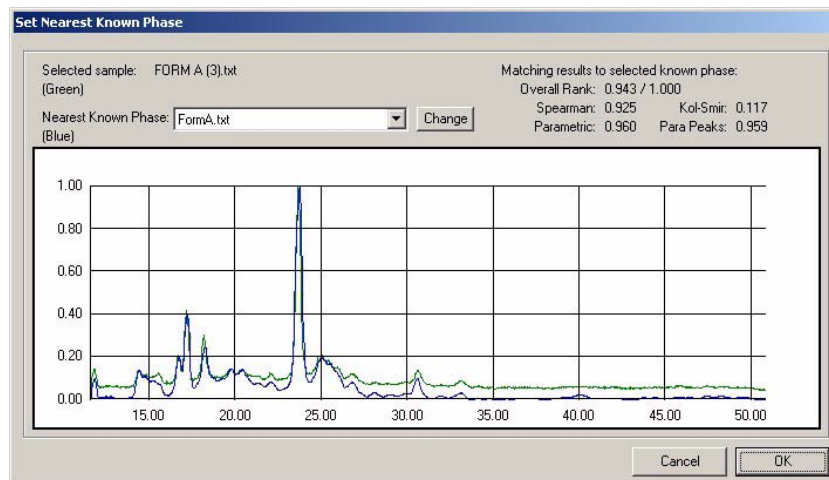 Set Nearest Known Phase
Selected sample: FORM A (3).txt
(Green)
Nearest Known Phase: FormA.txt Change
(Blue)
Matching results to selected known phase:
Overall Rank: 0.943 / 1.000
Spearman: 0.925 Kol-Smir: 0.117
Parametric: 0.960 Para Peaks: 0.959
1.00
0.80
0.60
0.40
0.20
0.00
15.00 20.00 25.00 30.00 35.00 40.00 45.00 50.00
Cancel OK